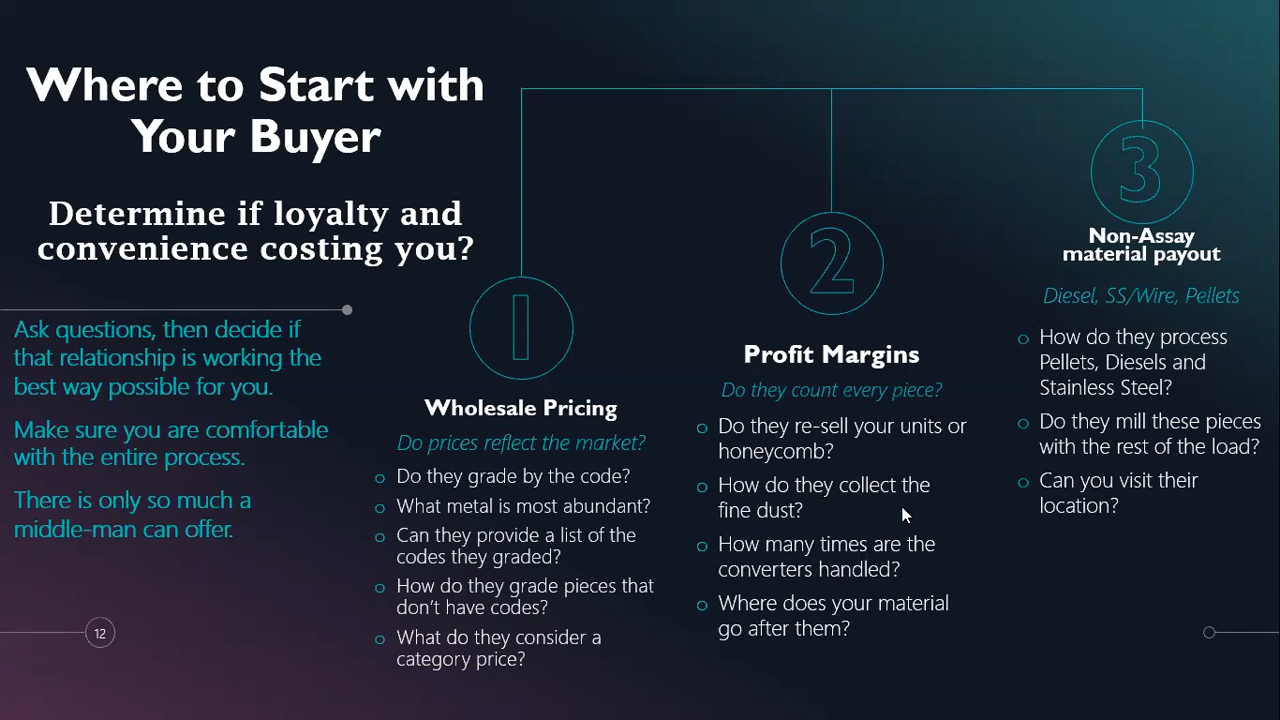 Where to Start with
Your Buyer
Determine if loyalty and
convenience costing you?
Ask questions, then decide if
that relationship is working the
best way possible for you.
Make sure you are comfortable
with the entire process.
There is only so much a
middle-man can offer.
12
1
Wholesale Pricing
Do prices reflect the market?
o Do they grade by the code?
o What metal is most abundant?
o Can they provide a list of the
codes they graded?
o How do they grade pieces that
don't have codes?
o What do they consider a
category price?
2
Profit Margins
Do they count every piece?
o Do they re-sell your units or
honeycomb?
o How do they collect the
fine dust?
o How many times are the
converters handled?
o Where does your material
go after them?
3
Non-Assay
material payout
Diesel, SS/Wire, Pellets
o How do they process
Pellets, Diesels and
Stainless Steel?
o Do they mill these pieces
with the rest of the load?
o Can you visit their
location?